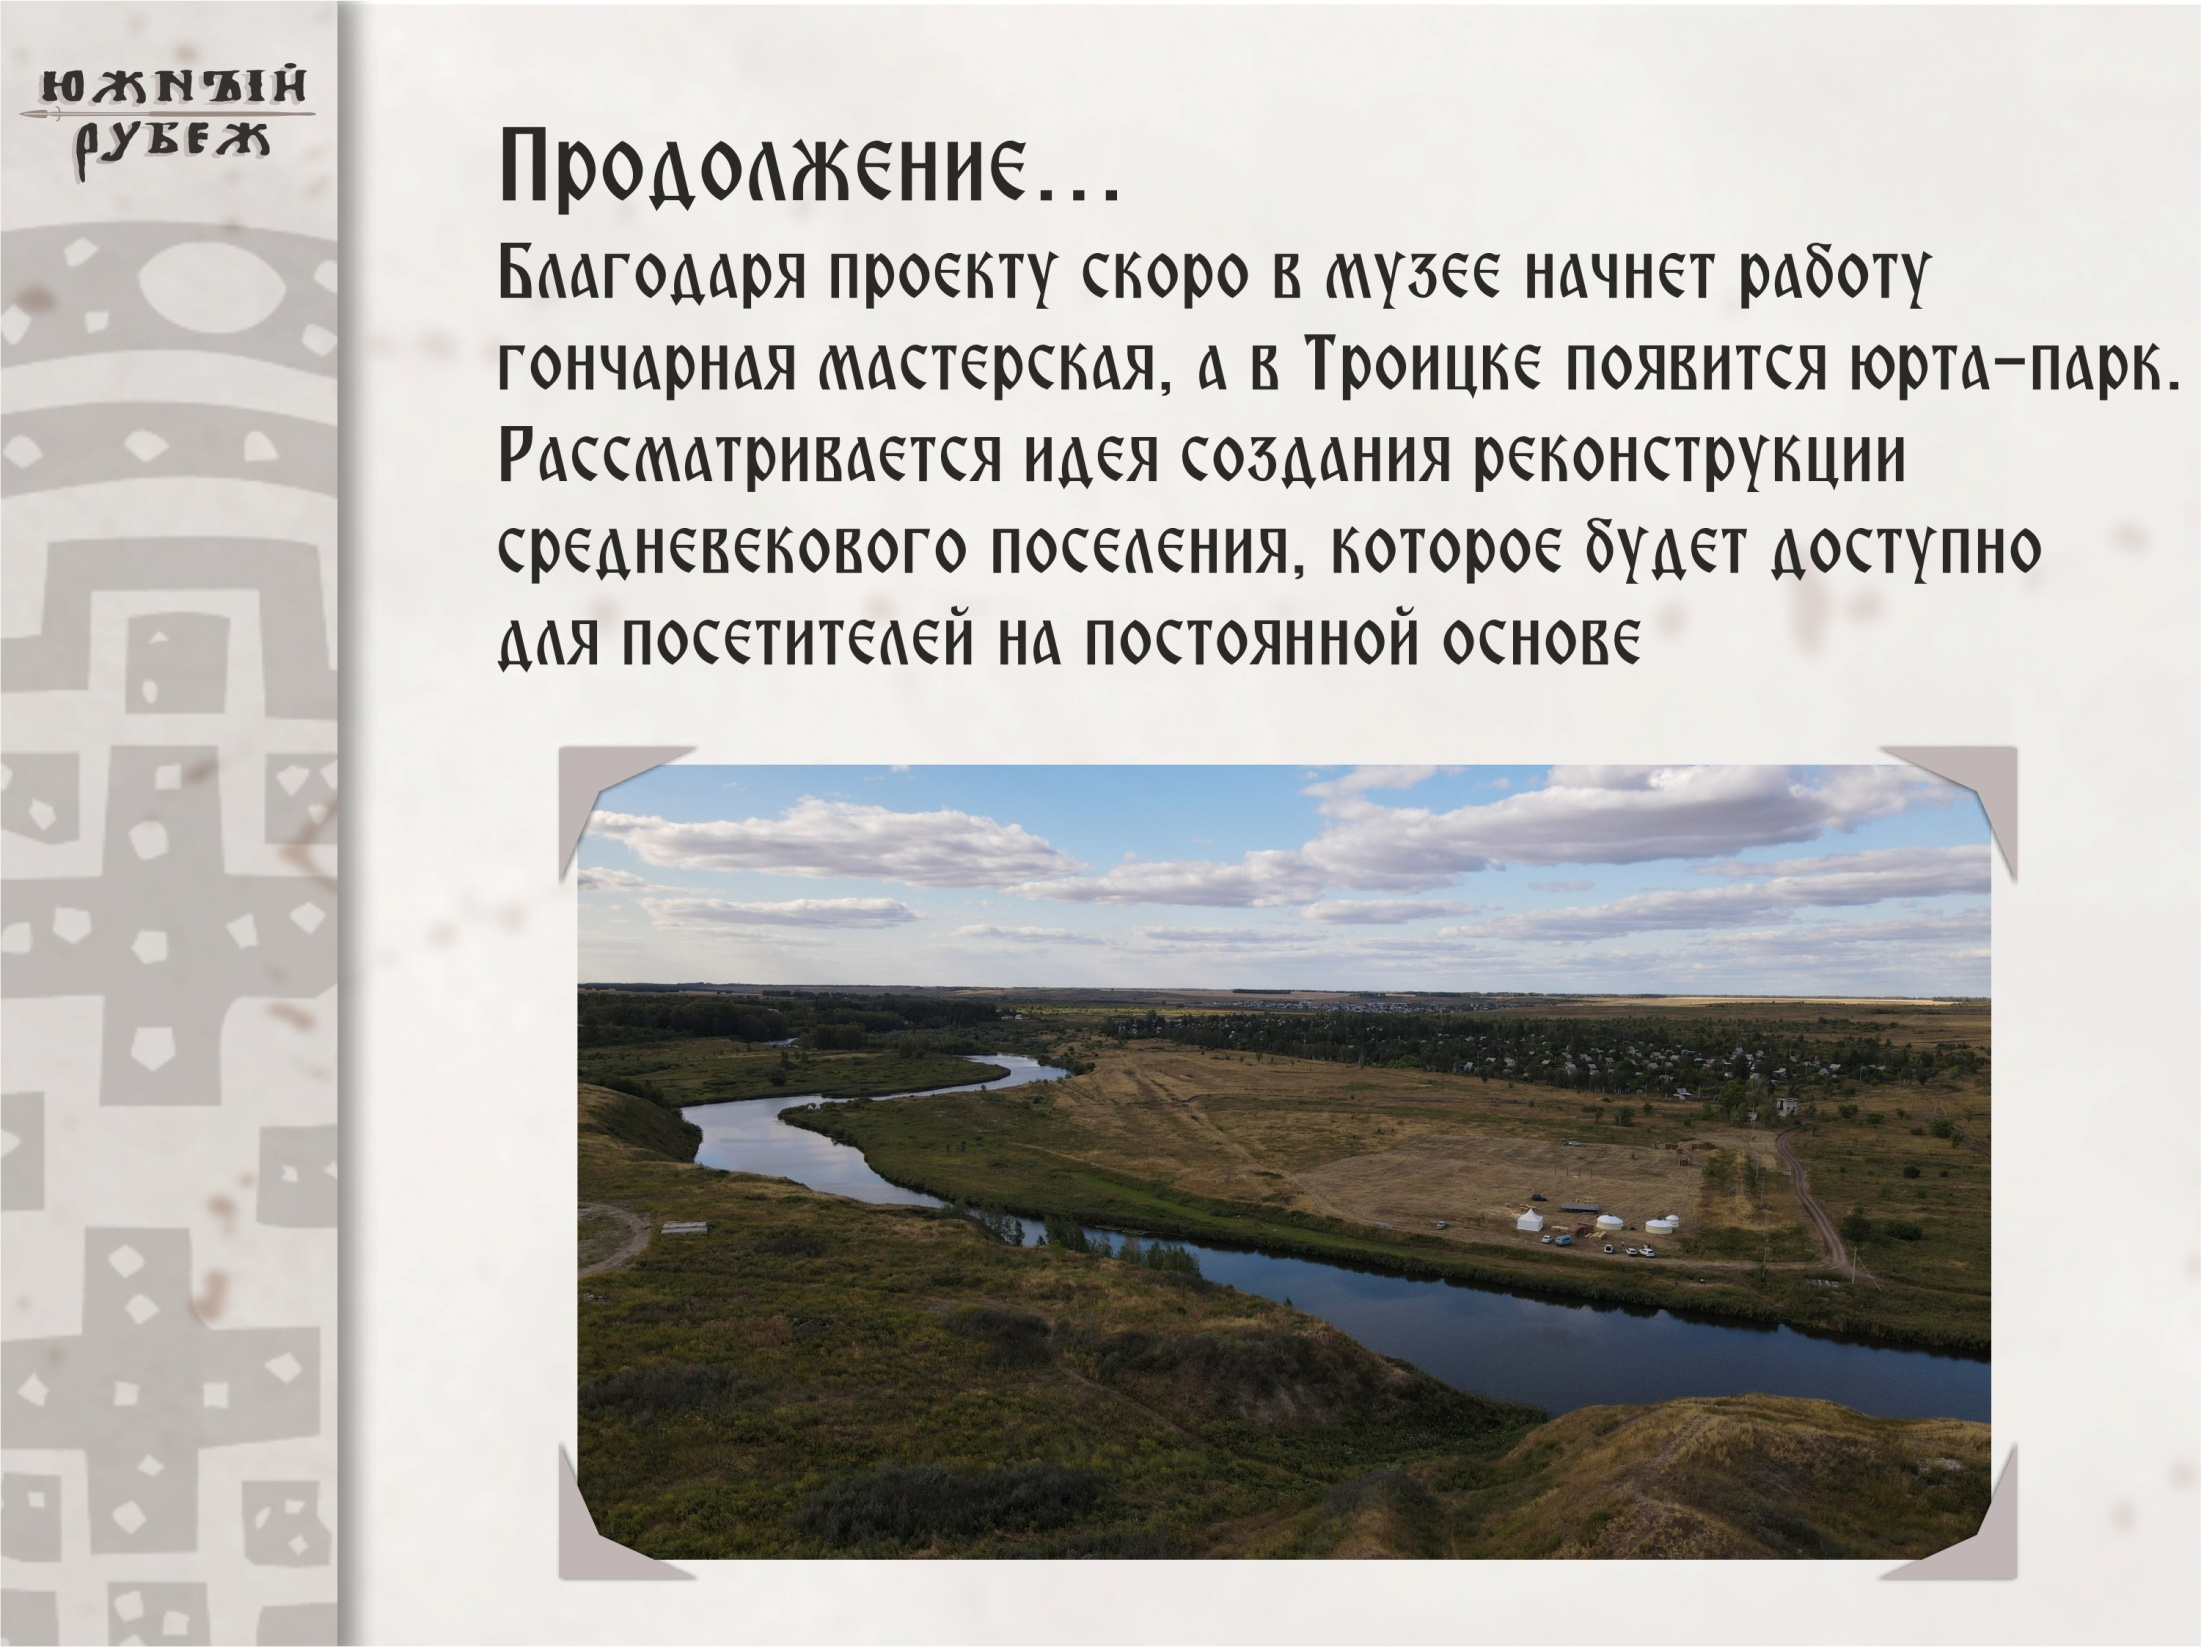 ЮЖНЫЙ
РУБЕЖ
Продолжение...
Благодаря проекту скоро в музее начнет работу
гончарная мастерская, а в Троицке появится юрта-парк.
Рассматривается идея создания реконструкции
средневекового поселения, которое будет доступно
для посетителей на постоянной основе